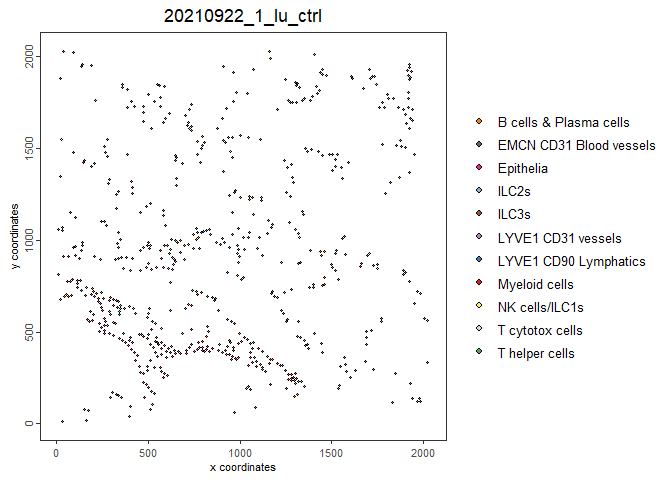 20210922_1_lu_ctrl
2000
1500
1000
500
0
y coordinates
0 500 1000 1500 2000
x coordinates
B cells & Plasma cells
EMCN CD31 Blood vessels
Epithelia
ILC2s
ILC3s
LYVE1 CD31 vessels
LYVE1 CD90 Lymphatics
Myeloid cells
NK cells/ILC1s
T cytotox cells
T helper cells